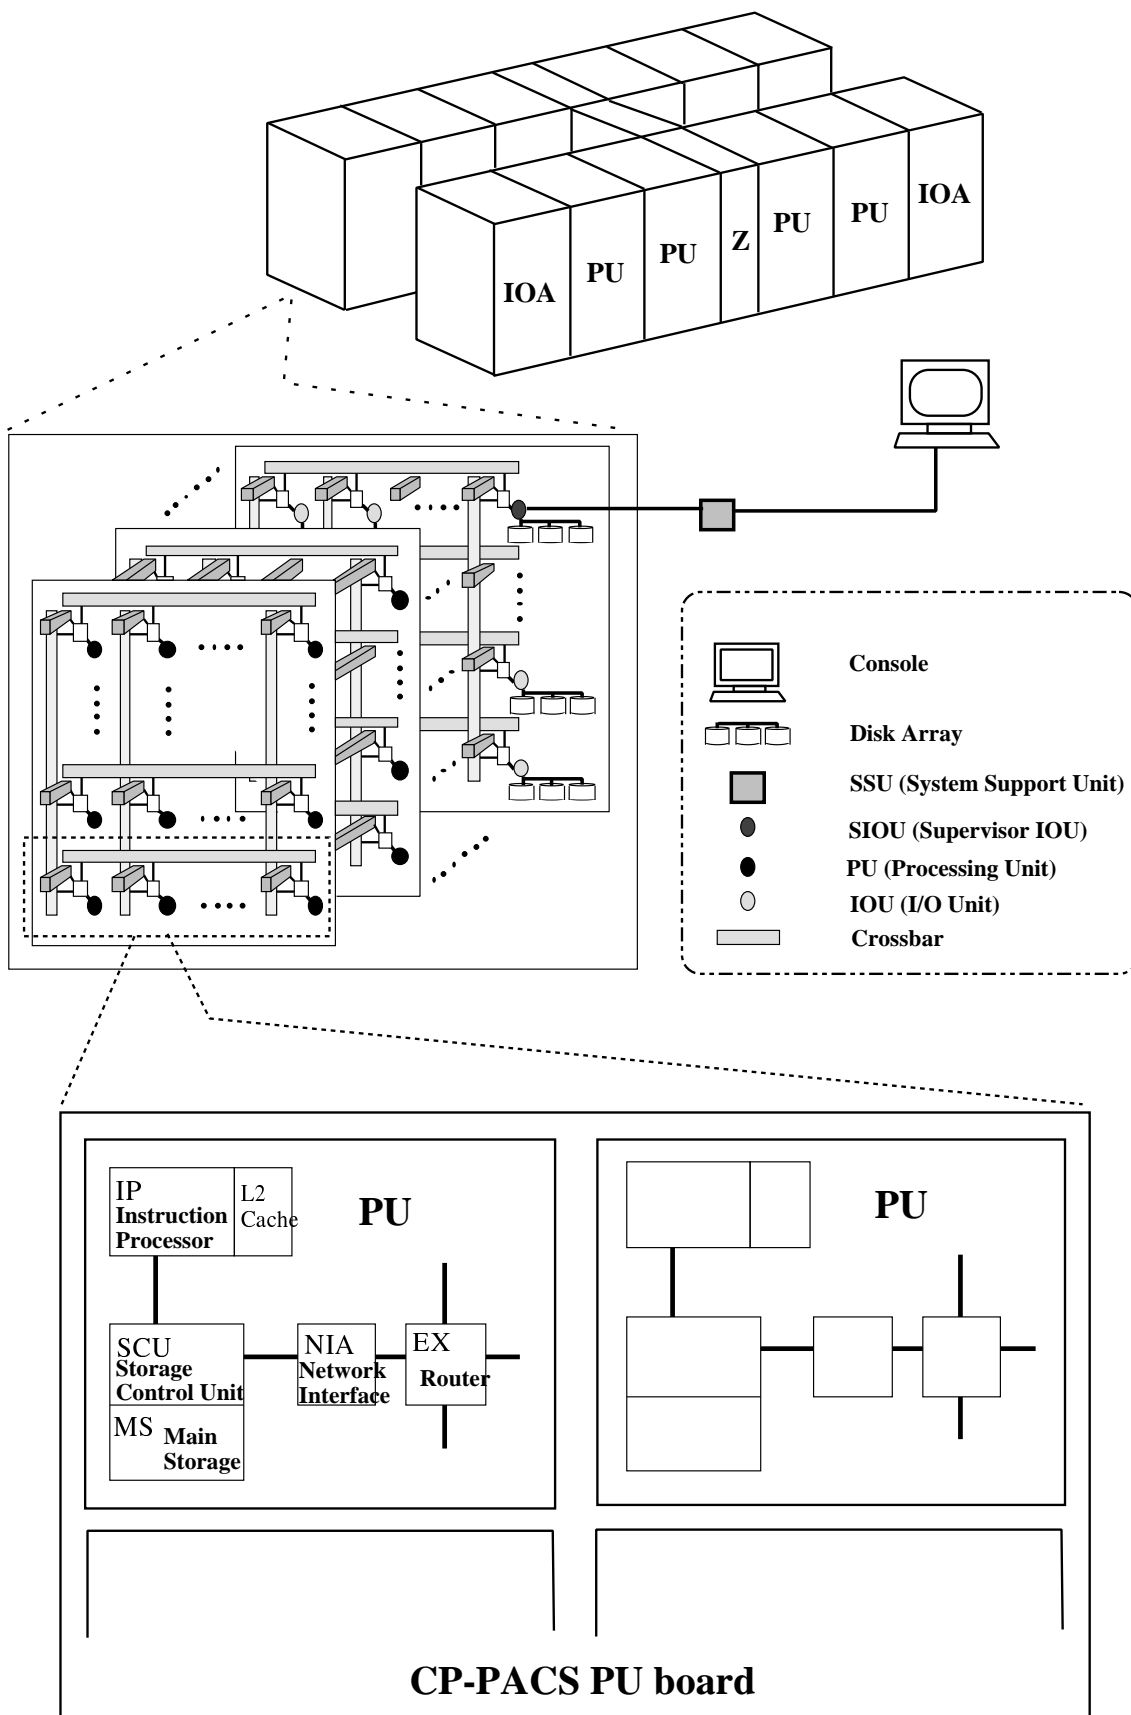 IOA
PU
PU
Z
PU
PU
IOA
Console
Disk Array
SSU (System Support Unit)
SIOU (Supervisor IOU)
PU (Processing Unit)
IOU (I/O Unit)
Crossbar
IP
Instruction
Processor
L2
Cache
PU
SCU
Storage
Control Unit
MS
Main
Storage
NIA
Network
Interface
EX
Router
PU
CP-PACS PU board